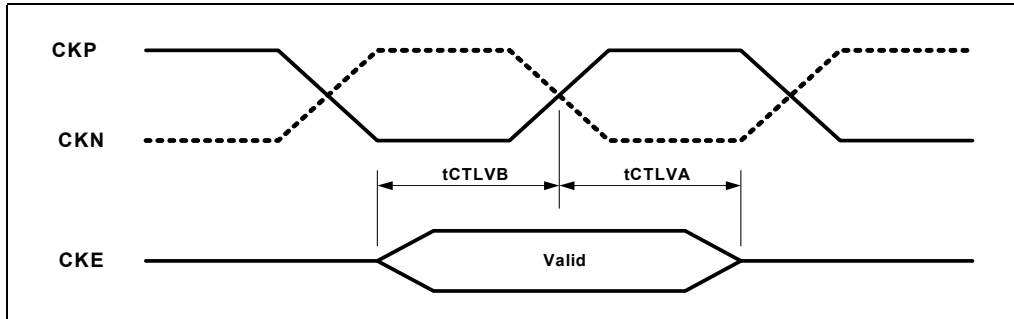 CKP
CKN
tCTLVB
tCTLVA
CKE
Valid